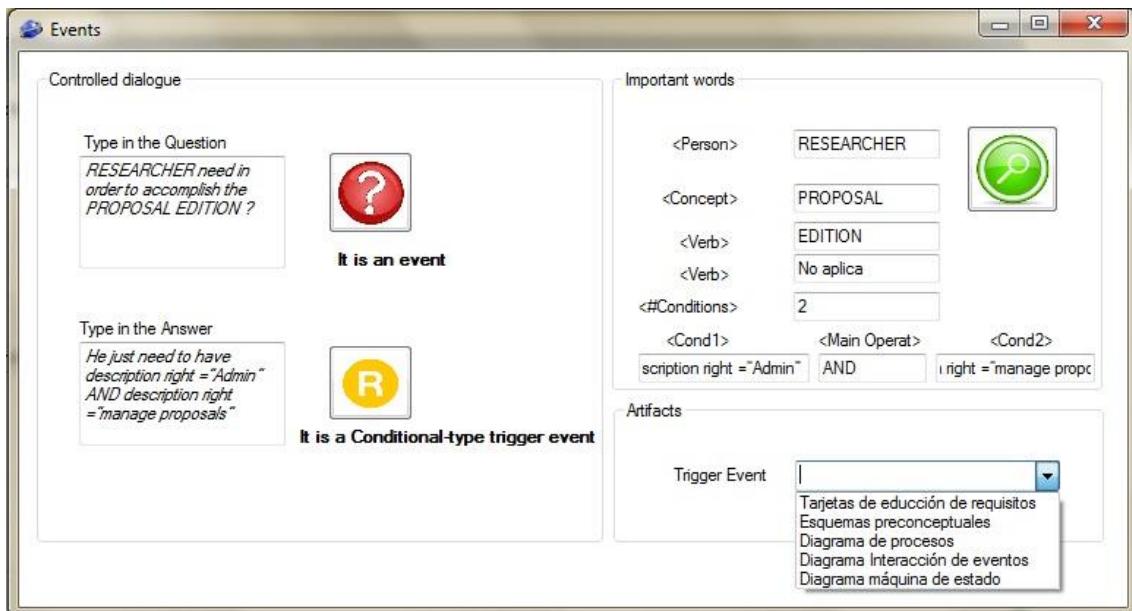 Events
Controlled dialogue
Type in the Question
RESEARCHER need in
order to accomplish the
PROPOSAL EDITION ?
?
It is an event
Type in the Answer
He just need to have
description right ="Admin"
AND description right
="manage proposals"
R
It is a Conditional-type trigger event
Important words
<Person> RESEARCHER
<Concept> PROPOSAL
<Verb> EDITION
<Verb> No aplica
<#Conditions> 2
<Cond1> <Main Operat> <Cond2>
scription right ="Admin" AND right ="manage propo
Artifacts
Trigger Event
Tarjetas de educción de requisitos
Esquemas preconceptuales
Diagrama de procesos
Diagrama Interacción de eventos
Diagrama máquina de estado